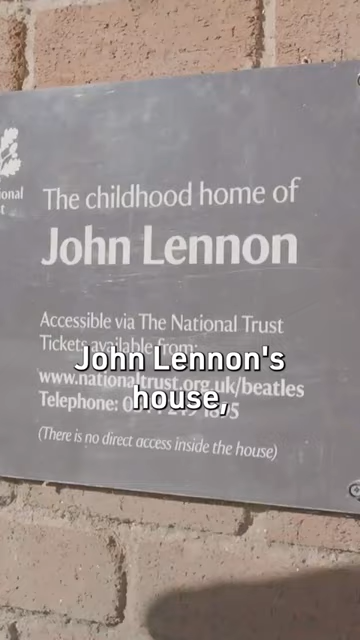 The childhood home of
John Lennon
Accessible via The National Trust
Tickets available from:
John Lennon's
www.nationaltrust.org.uk/beatles
house,
Telephone:
(There is no direct access inside the house)